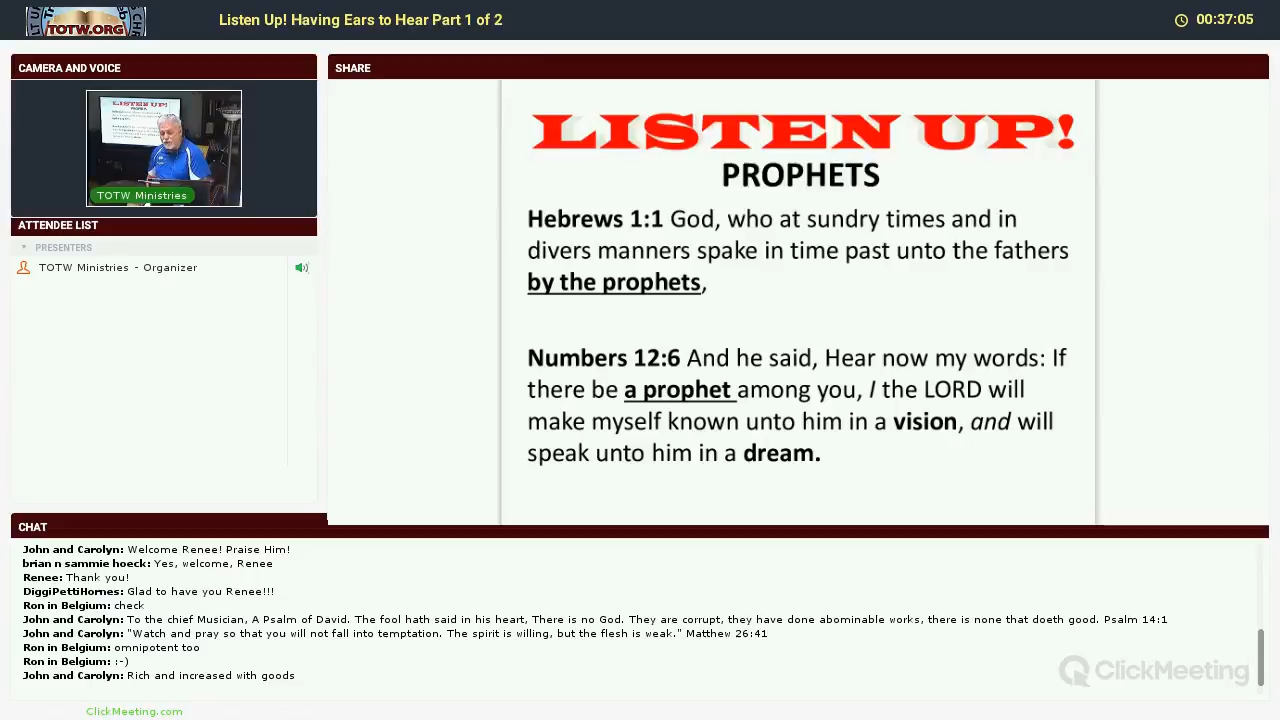 TOTW.ORG
Listen Up! Having Ears to Hear Part 1 of 2
00:37:05
CAMERA AND VOICE
LISTEN UP!
TOTW Ministries
ATTENDEE LIST
PRESENTERS
TOTW Ministries - Organizer
SHARE
LISTEN UP!
PROPHETS
Hebrews 1:1 God, who at sundry times and in
divers manners spake in time past unto the fathers
by the prophets,
Numbers 12:6 And he said, Hear now my words: If
there be a prophet among you, I the LORD will
make myself known unto him in a vision, and will
speak unto him in a dream.
CHAT
John and Carolyn: Welcome Renee! Praise Him!
brian n sammie hoeck: Yes, welcome, Renee
Renee: Thank you!
DiggiPettiHornes: Glad to have you Renee!!!
Ron in Belgium: check
John and Carolyn: To the chief Musician, A Psalm of David. The fool hath said in his heart, There is no God. They are corrupt, they have done abominable works, there is none that doeth good. Psalm 14:1
John and Carolyn: "Watch and pray so that you will not fall into temptation. The spirit is willing, but the flesh is weak." Matthew 26:41
Ron in Belgium: omnipotent too
Ron in Belgium: :-)
John and Carolyn: Rich and increased with goods
ClickMeeting
ClickMeeting.com